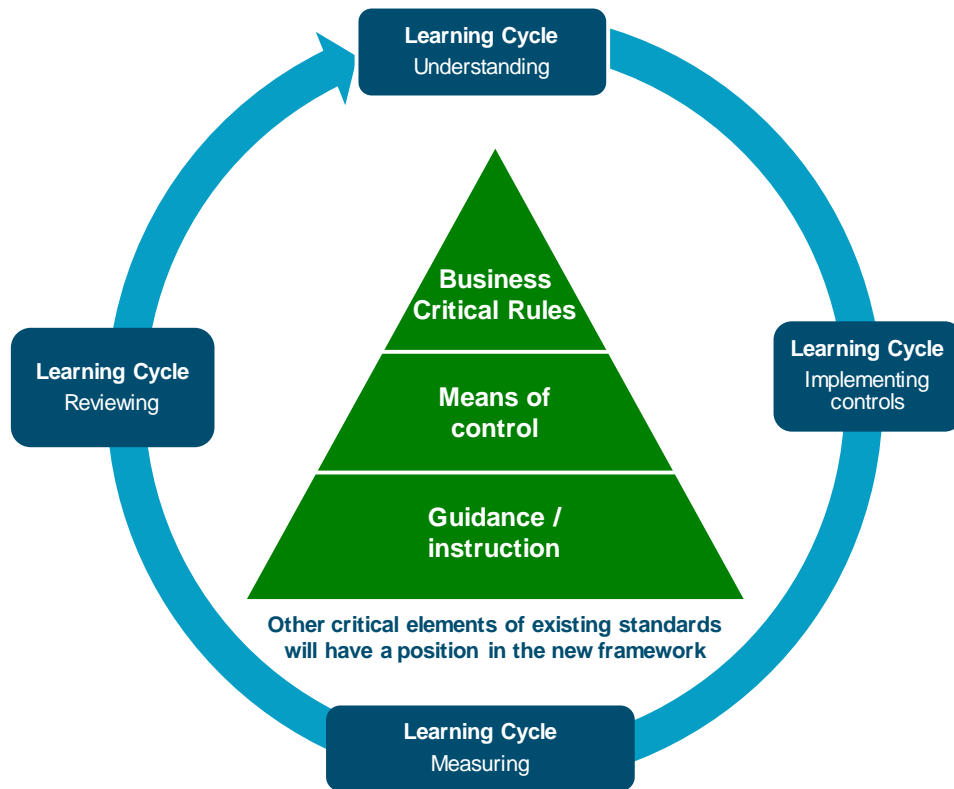 Learning Cycle
Understanding
Business
Critical Rules
Learning Cycle
Implementing
controls
Learning Cycle
Reviewing
Means of
control
Guidance /
instruction
Other critical elements of existing standards
will have a position in the new framework
Learning Cycle
Measuring